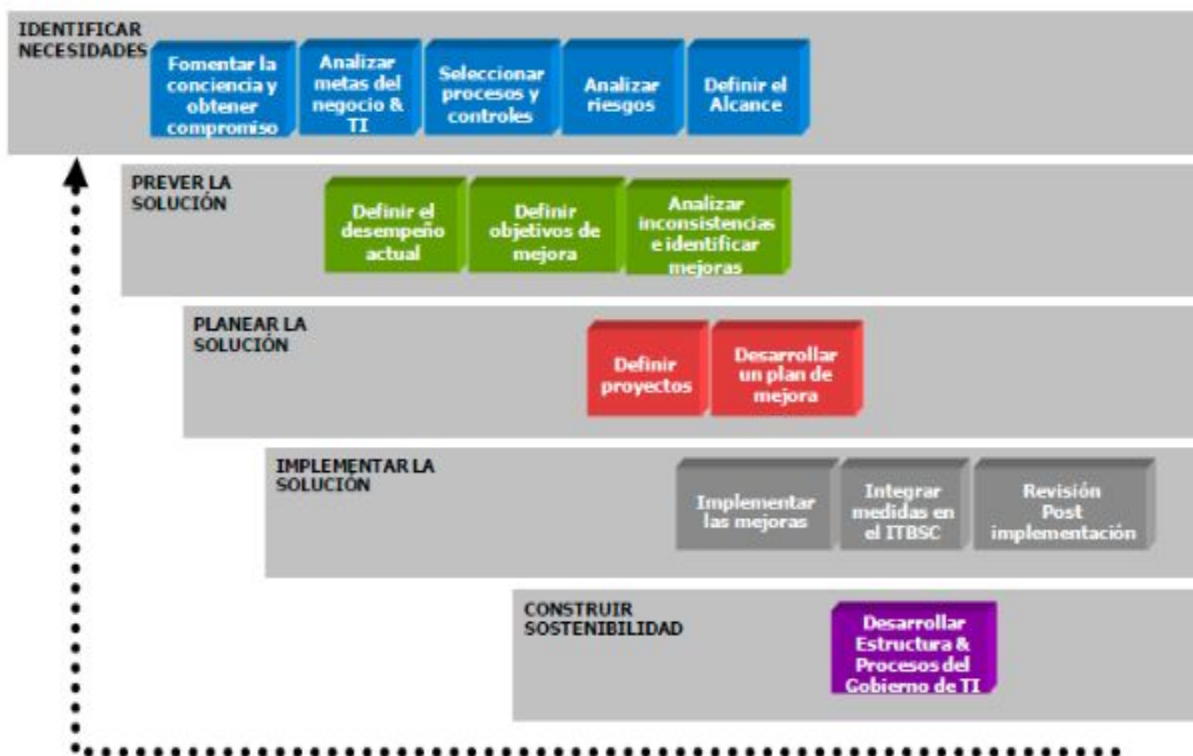 IDENTIFICAR
NECESIDADES
Fomentar la
conciencia y
obtener
compromiso
Analizar
metas del
negocio &
TI
Seleccionar
procesos y
controles
Analizar
riesgos
Definir el
Alcance
PREVER LA
SOLUCIÓN
Definir el
desempeño
actual
Definir
objetivos de
mejora
Analizar
inconsistencias
e identificar
mejoras
PLANEAR LA
SOLUCIÓN
Definir
proyectos
Desarrollar
un plan de
mejora
IMPLEMENTAR LA
SOLUCIÓN
Implementar
las mejoras
Integrar
medidas en
el ITBSC
Revisión
Post
implementación
CONSTRUIR
SOSTENIBILIDAD
Desarrollar
Estructura &
Procesos del
Gobierno de TI